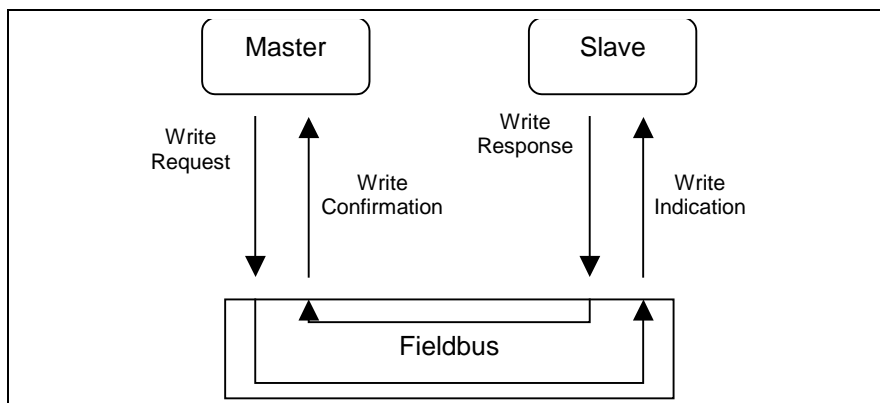 Master
Slave
Write
Request
Write
Confirmation
Write
Response
Write
Indication
Fieldbus